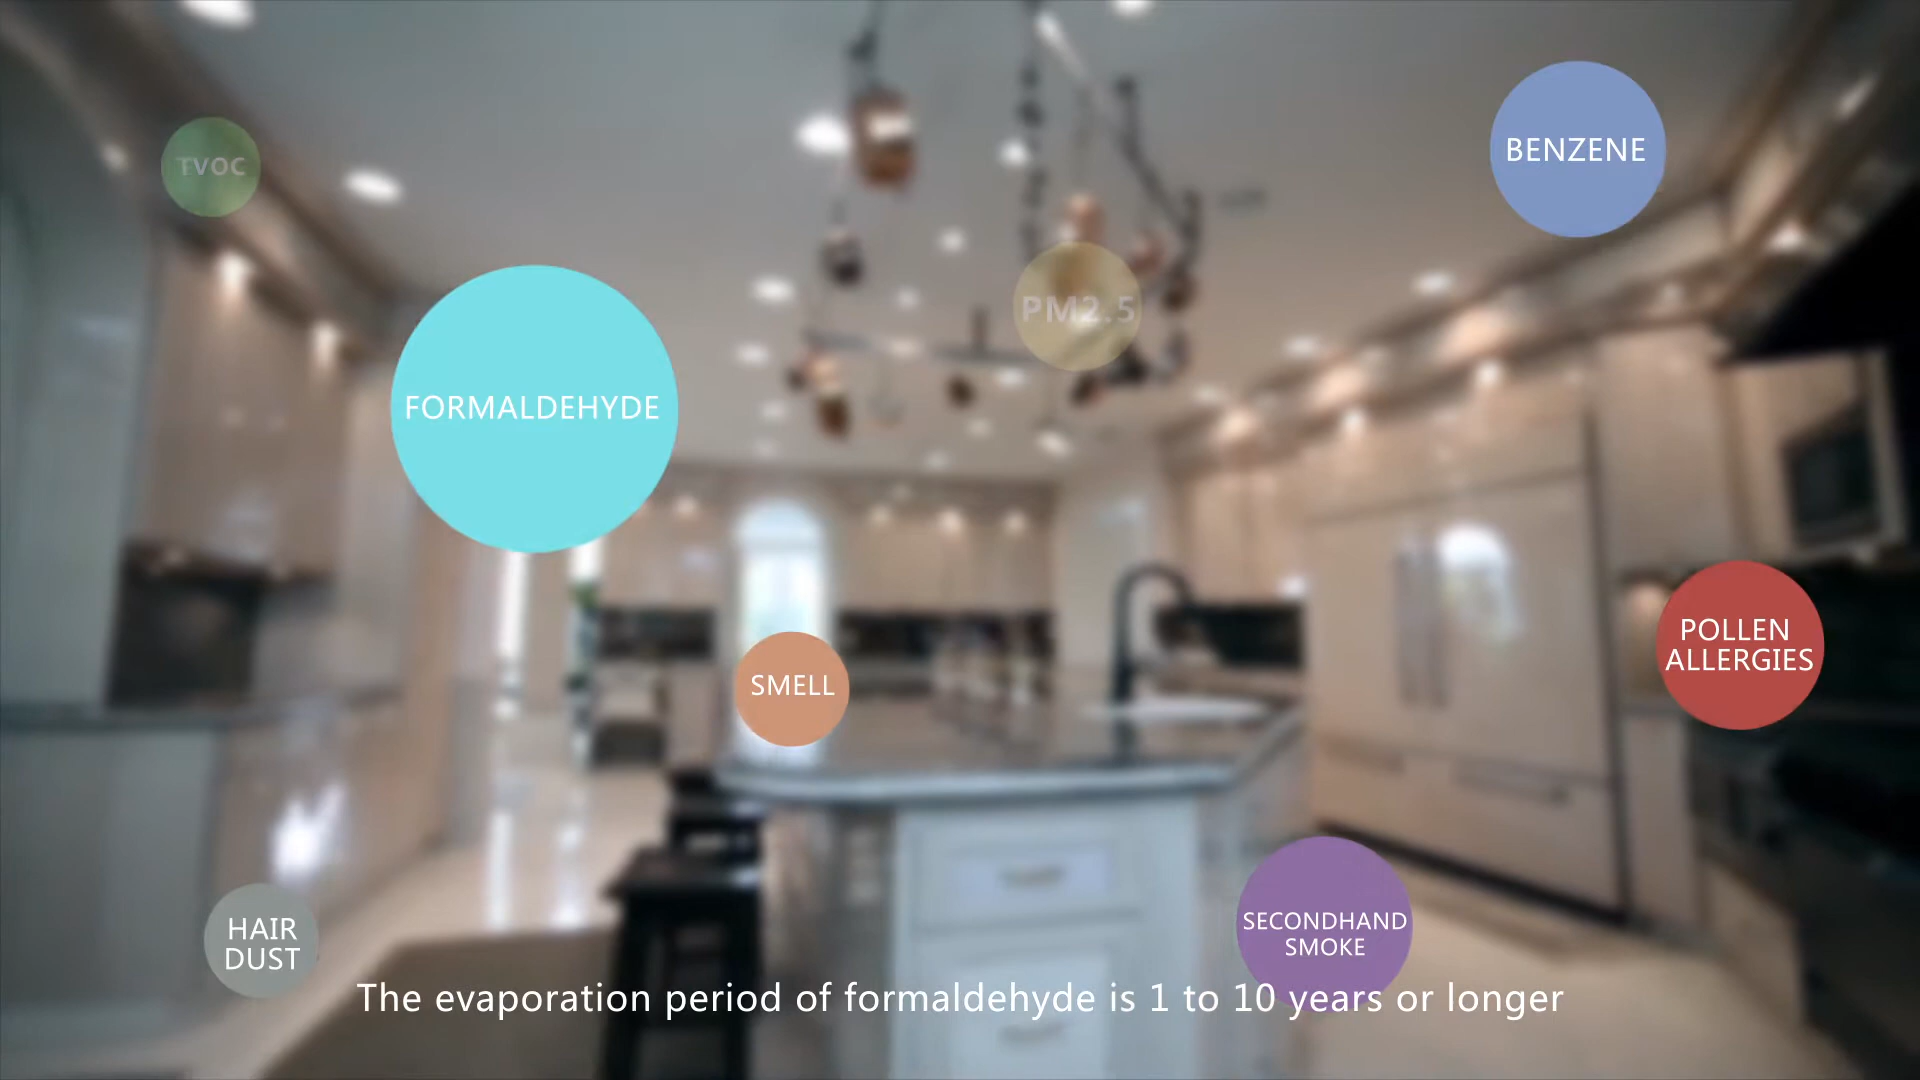 BENZENE
TVOC
PM2.5
FORMALDEHYDE
POLLEN
ALLERGIES
SMELL
SECONDHAND
SMOKE
HAIR
DUST
The evaporation period of formaldehyde is 1 to 10 years or longer